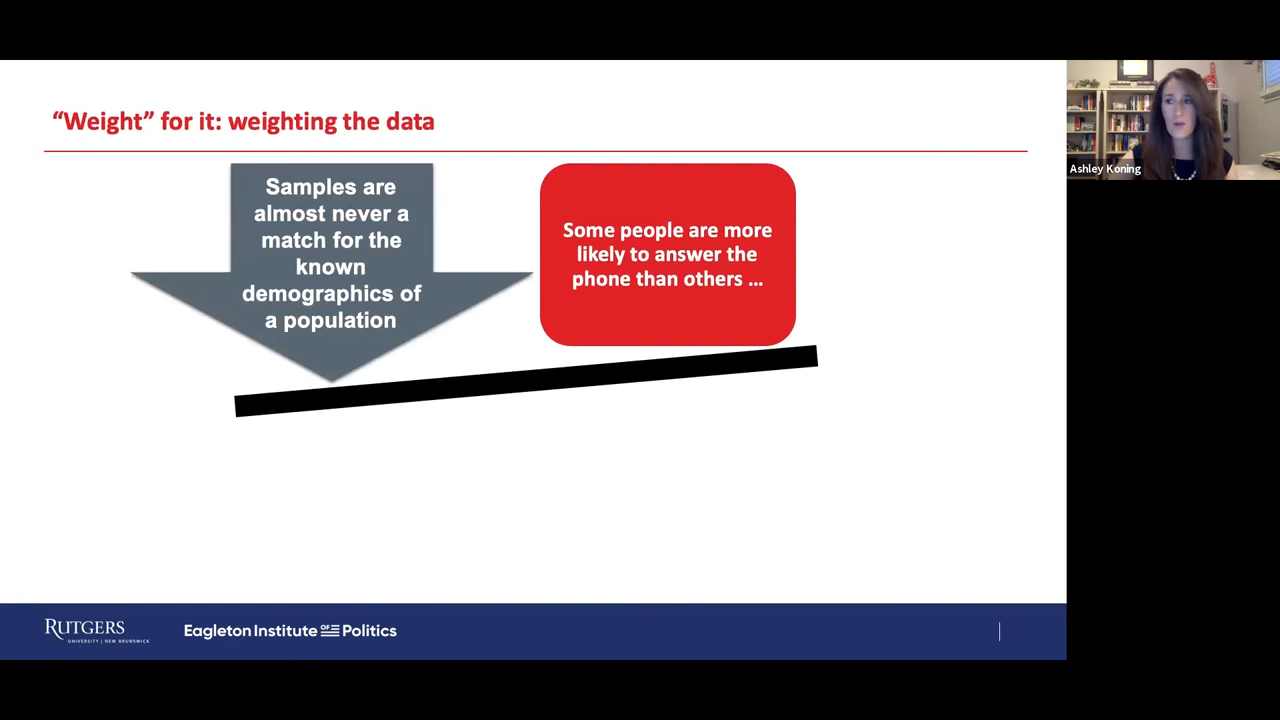 “Weight” for it: weighting the data
Samples are
almost never a
match for the
known
demographics of
a population
Some people are more
likely to answer the
phone than others ...
Ashley Koning
RUTGERS
UNIVERSITY | NEW BRUNSWICK
Eagleton Institute OF Politics